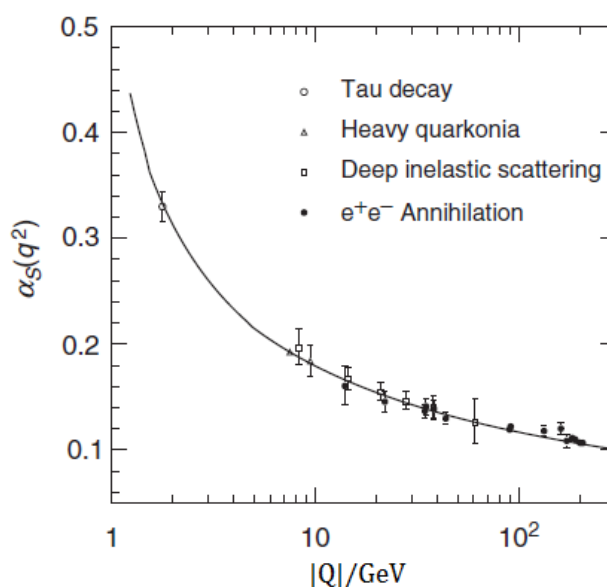 0.5
0.4
0.3
0.2
0.1
α_S(q²)
Tau decay
Heavy quarkonia
Deep inelastic scattering
e⁺e⁻ Annihilation
1 10 10²
|Q|/GeV